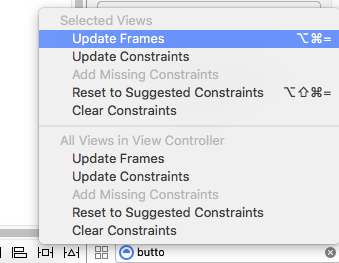 Selected Views
Update Frames ⌥⌘=
Update Constraints
Add Missing Constraints
Reset to Suggested Constraints ⌥⇧⌘=
Clear Constraints
All Views in View Controller
Update Frames
Update Constraints
Add Missing Constraints
Reset to Suggested Constraints
Clear Constraints
butto